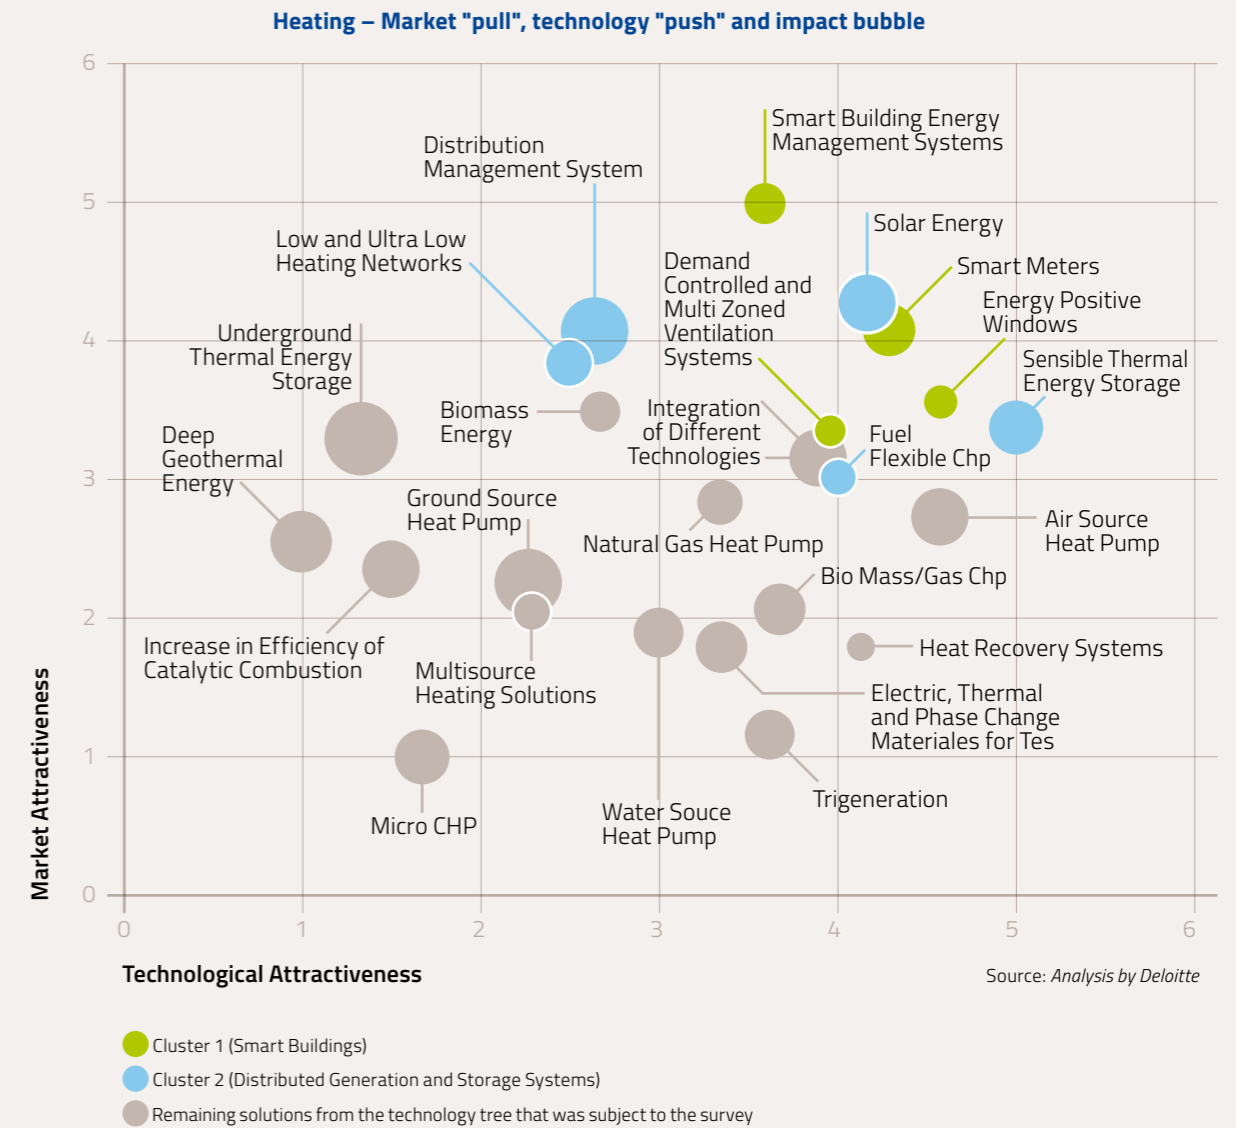 Heating – Market "pull", technology "push" and impact bubble
6
5
4
3
2
1
0
Market Attractiveness
Smart Building Energy
Management Systems
Distribution
Management System
Solar Energy
Low and Ultra Low
Heating Networks
Demand
Controlled and
Multi Zoned
Ventilation
Systems
Smart Meters
Energy Positive
Windows
Underground
Thermal Energy
Storage
Sensible Thermal
Energy Storage
Biomass
Energy
Integration
of Different
Technologies
Deep
Geothermal
Energy
Fuel
Flexible Chp
Ground Source
Heat Pump
Natural Gas Heat Pump
Air Source
Heat Pump
Bio Mass/Gas Chp
Increase in Efficiency of
Catalytic Combustion
Multisource
Heating Solutions
Heat Recovery Systems
Electric, Thermal
and Phase Change
Materiales for Tes
Trigeneration
Micro CHP
Water Souce
Heat Pump
0 1 2 3 4 5 6
Technological Attractiveness
Source: Analysis by Deloitte
Cluster 1 (Smart Buildings)
Cluster 2 (Distributed Generation and Storage Systems)
Remaining solutions from the technology tree that was subject to the survey